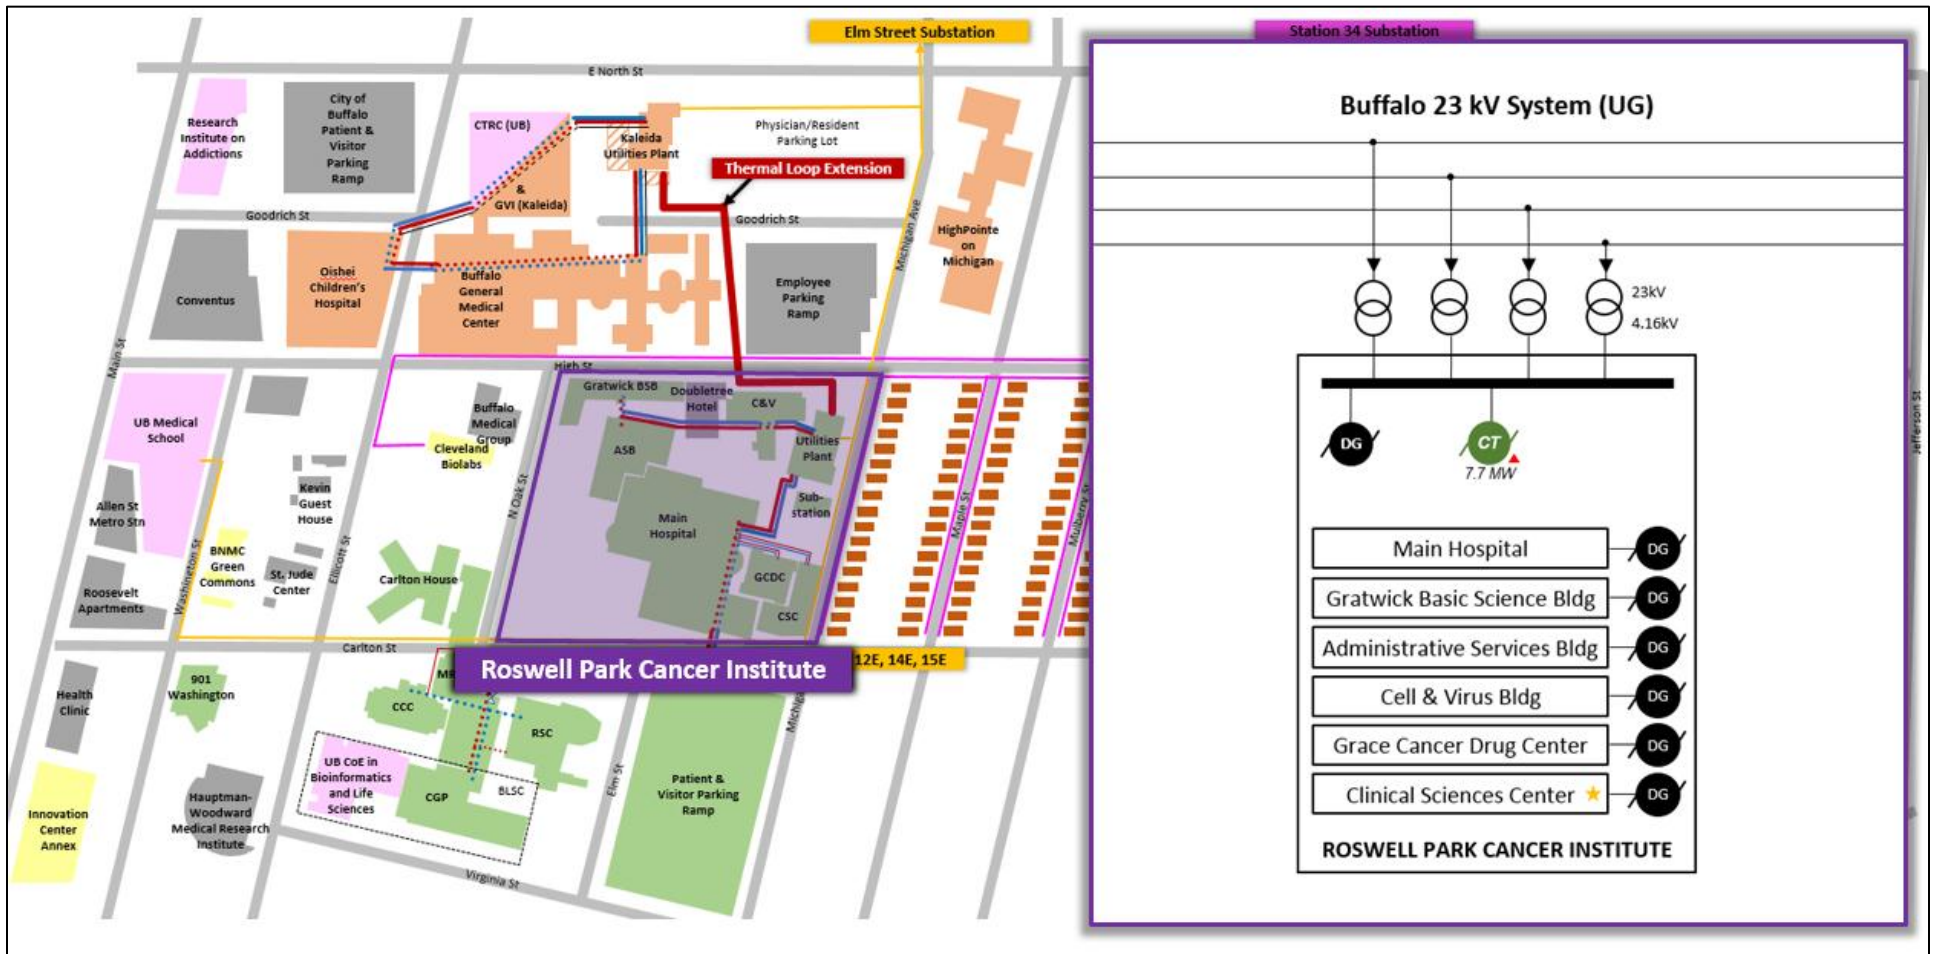 Elm Street Substation
Station 34 Substation
E North St
City of
Buffalo
Patient &
Visitor
Parking
Ramp
Research
Institute on
Addictions
CTRC (UB)
&
GVI (Kaleida)
Kaleida
Utilities Plant
Physician/Resident
Parking Lot
Thermal Loop Extension
Goodrich St
Goodrich St
Michigan Ave
HighPointe
on
Michigan
Conventus
Oishei
Children's
Hospital
Buffalo
General
Medical
Center
Employee
Parking
Ramp
Main St
High St
UB Medical
School
Buffalo
Medical
Group
Cleveland
Biolabs
Gratwick BSB
Doubletree
Hotel
C&V
ASB
Utilities
Plant
Sub-
station
Main
Hospital
GCDC
CSC
N Oak St
Maple St
Mulberry St
Jefferson St
Allen St
Metro Stn
Kevin
Guest
House
BNMC
Green
Commons
St. Jude
Center
Ellicott St
Washington St
Carlton House
Roosevelt
Apartments
Carlton St
Roswell Park Cancer Institute
12E, 14E, 15E
Health
Clinic
901
Washington
CCC
RSC
UB CoE in
Bioinformatics
and Life
Sciences
CGP
BLSC
Elm St
Patient &
Visitor Parking
Ramp
Innovation
Center
Annex
Hauptman-
Woodward
Medical Research
Institute
Virginia St
Buffalo 23 kV System (UG)
23kV
4.16kV
DG
CT
7.7 MW
Main Hospital
DG
Gratwick Basic Science Bldg
DG
Administrative Services Bldg
DG
Cell & Virus Bldg
DG
Grace Cancer Drug Center
DG
Clinical Sciences Center
DG
ROSWELL PARK CANCER INSTITUTE